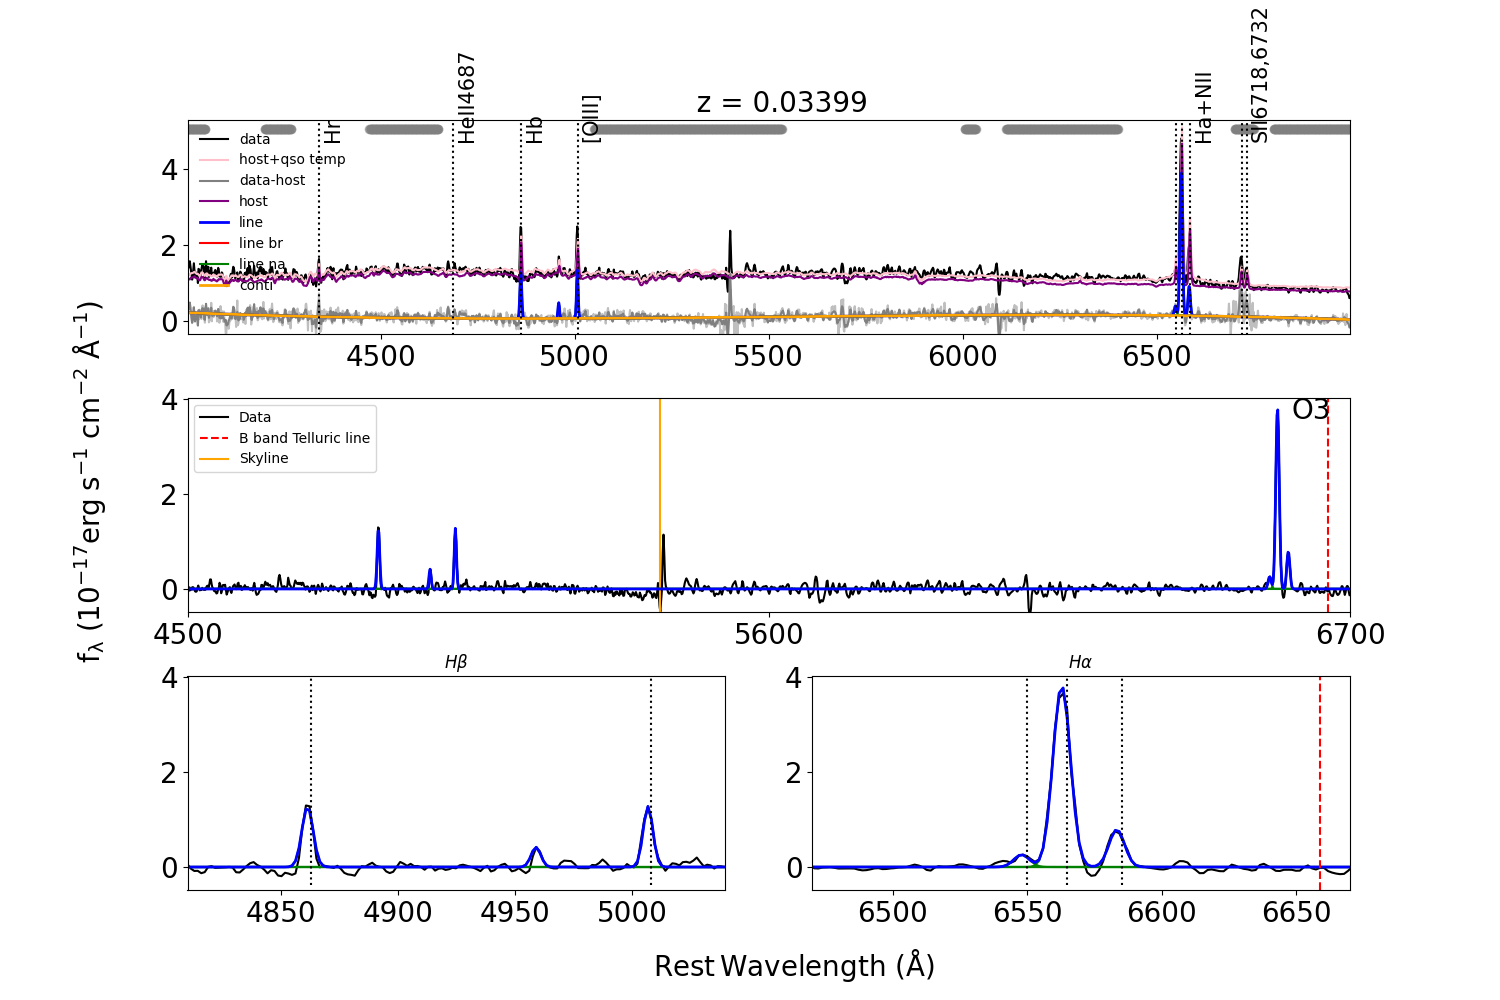 z = 0.03399
Hr
HeII4687
Hb
[OIII]
Ha+NII
SII6718,6732
data
host+qso temp
data-host
host
line
line br
line na
conti
4
2
0
4500
5000
5500
6000
6500
f_λ (10^{-17}erg s^{-1} cm^{-2} Å^{-1})
Data
B band Telluric line
Skyline
O3
4
2
0
4500
5600
6700
Hβ
4
2
0
4850
4900
4950
5000
Hα
4
2
0
6500
6550
6600
6650
Rest Wavelength (Å)